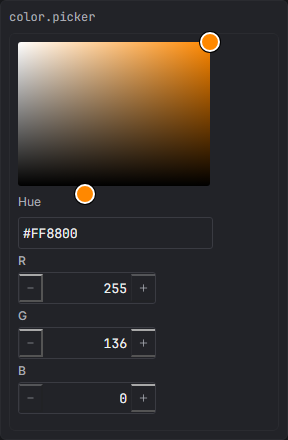 color.picker
Hue
#FF8800
R
− 255 +
G
− 136 +
B
− 0 +